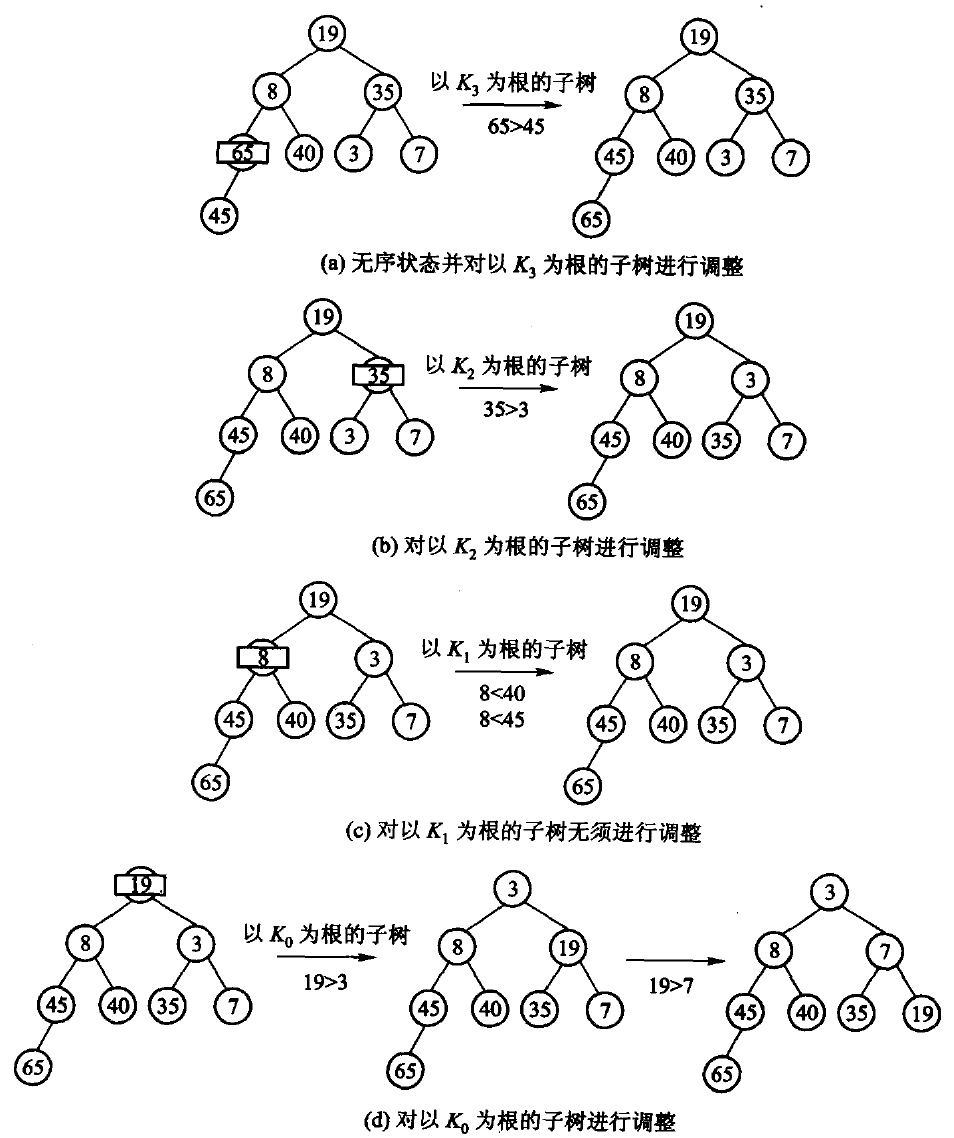 19 19
8 35 以 K3 为根的子树 8 35
65 40 3 7 65>45 45 40 3 7
45 65
(a) 无序状态并对以 K3 为根的子树进行调整
19 19
8 35 以 K2 为根的子树 8 3
45 40 3 7 35>3 45 40 35 7
65 65
(b) 对以 K2 为根的子树进行调整
19 19
8 3 以 K1 为根的子树 8 3
8<40
45 40 35 7 8<45 45 40 35 7
65 65
(c) 对以 K1 为根的子树无须进行调整
19 3 3
8 3 以 K0 为根的子树 8 19 8 7
19>3 19>7
45 40 35 7 45 40 35 7 45 40 35 19
65 65 65
(d) 对以 K0 为根的子树进行调整